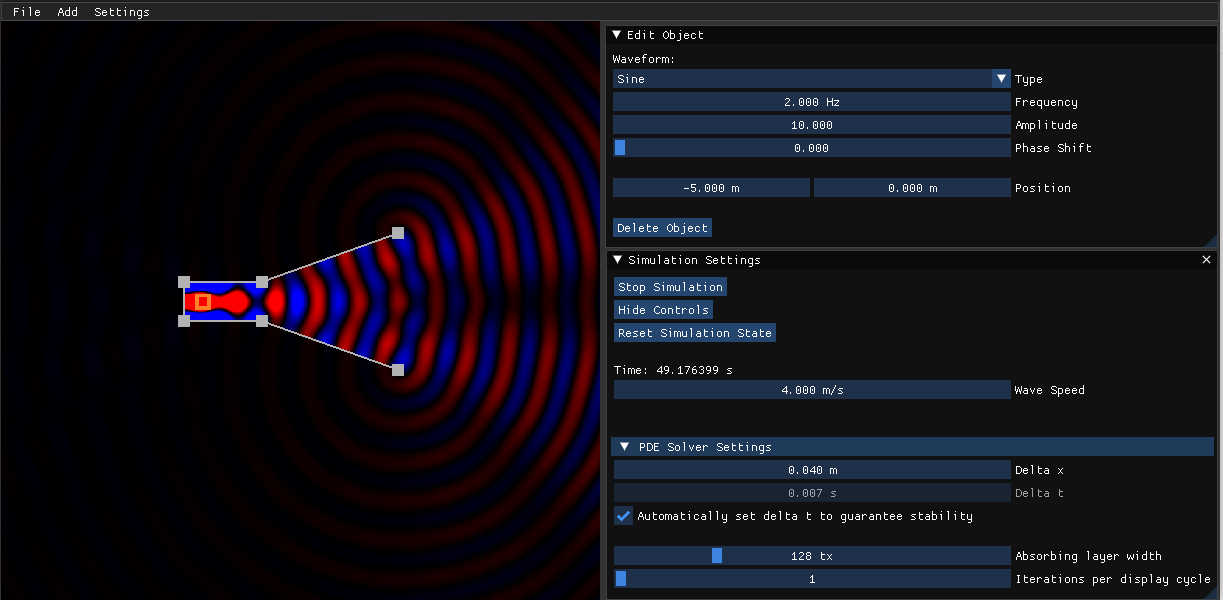 File Add Settings
Edit Object
Waveform:
Sine Type
2.000 Hz Frequency
10.000 Amplitude
0.000 Phase Shift
-5.000 m 0.000 m Position
Delete Object
Simulation Settings
Stop Simulation
Hide Controls
Reset Simulation State
Time: 49.176399 s
4.000 m/s Wave Speed
PDE Solver Settings
0.040 m Delta x
0.007 s Delta t
Automatically set delta t to guarantee stability
128 tx Absorbing layer width
1 Iterations per display cycle